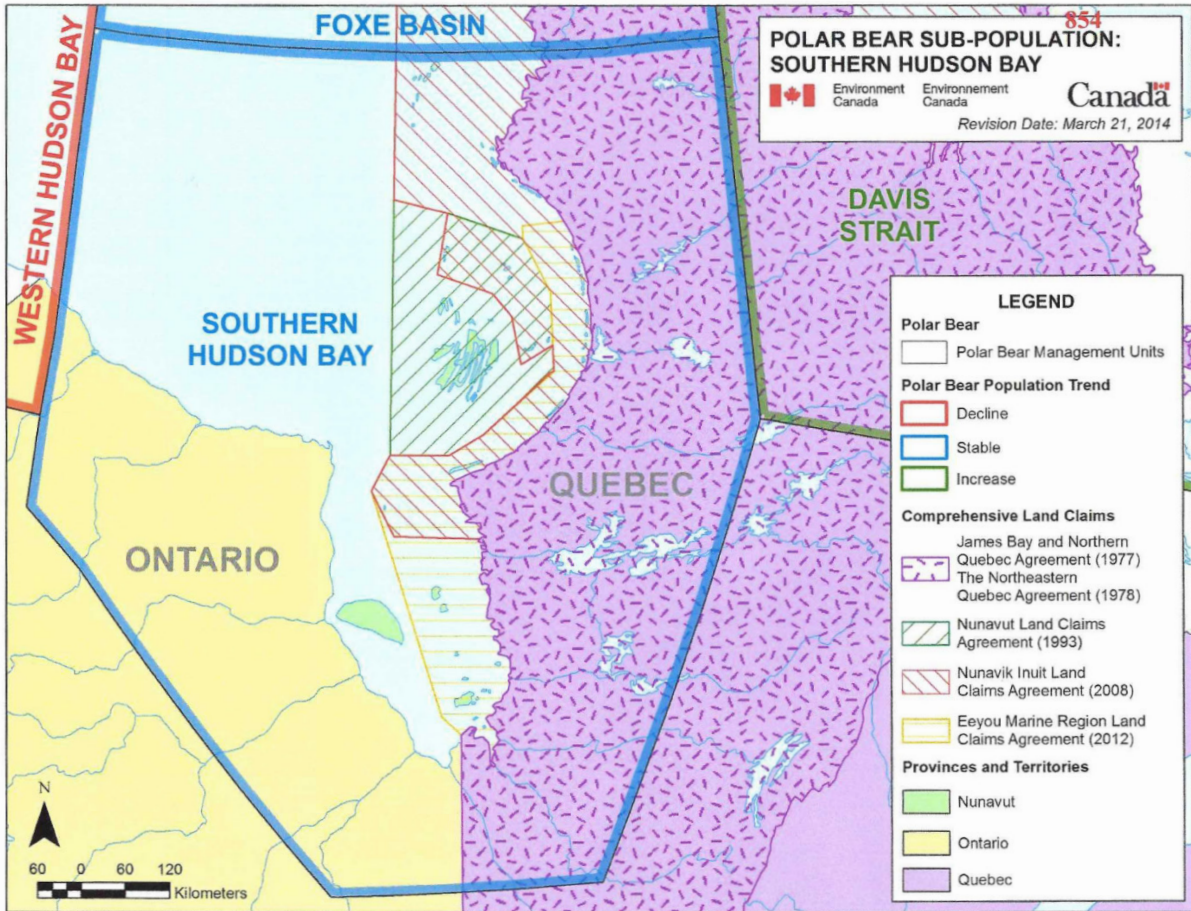 854
FOXE BASIN
POLAR BEAR SUB-POPULATION:
SOUTHERN HUDSON BAY
Environment
Canada
Environnement
Canada
Canada
Revision Date: March 21, 2014
WESTERN HUDSON BAY
DAVIS
STRAIT
SOUTHERN
HUDSON BAY
QUEBEC
ONTARIO
LEGEND
Polar Bear
Polar Bear Management Units
Polar Bear Population Trend
Decline
Stable
Increase
Comprehensive Land Claims
James Bay and Northern
Quebec Agreement (1977)
The Northeastern
Quebec Agreement (1978)
Nunavut Land Claims
Agreement (1993)
Nunavik Inuit Land
Claims Agreement (2008)
Eeyou Marine Region Land
Claims Agreement (2012)
Provinces and Territories
Nunavut
Ontario
Quebec
N
60 0 60 120
Kilometers